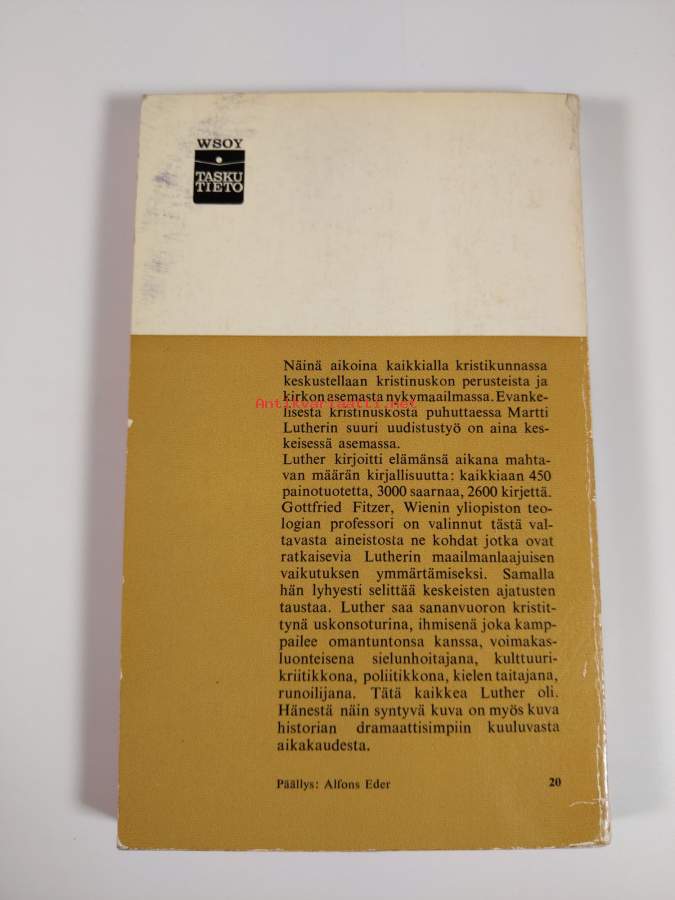 WSOY
TASKU
TIETO
Näinä aikoina kaikkialla kristikunnassa
keskustellaan kristinuskon perusteista ja
kirkon asemasta nykymaailmassa. Evanke-
lisesta kristinuskosta puhuttaessa Martti
Lutherin suuri uudistustyö on aina kes-
keisessä asemassa.
Luther kirjoitti elämänsä aikana mahta-
van määrän kirjallisuutta: kaikkiaan 450
painotuotetta, 3000 saarnaa, 2600 kirjettä.
Gottfried Fitzer, Wienin yliopiston teo-
logian professori on valinnut tästä val-
tavasta aineistosta ne kohdat jotka ovat
ratkaisevia Lutherin maailmanlaajuisen
vaikutuksen ymmärtämiseksi. Samalla
hän lyhyesti selittää keskeisten ajatusten
taustaa. Luther saa sananvuoron kristit-
tynä uskonsoturina, ihmisenä joka kamp-
pailee omantuntonsa kanssa, voimakas-
luonteisena sielunhoitajana, kulttuuri-
kriitikkona, poliitikkona, kielen taitajana,
runoilijana. Tätä kaikkea Luther oli.
Hänestä näin syntyvä kuva on myös kuva
historian dramaattisimpiin kuuluvasta
aikakaudesta.
Päällys: Alfons Eder 20
Antikvariaatti.net